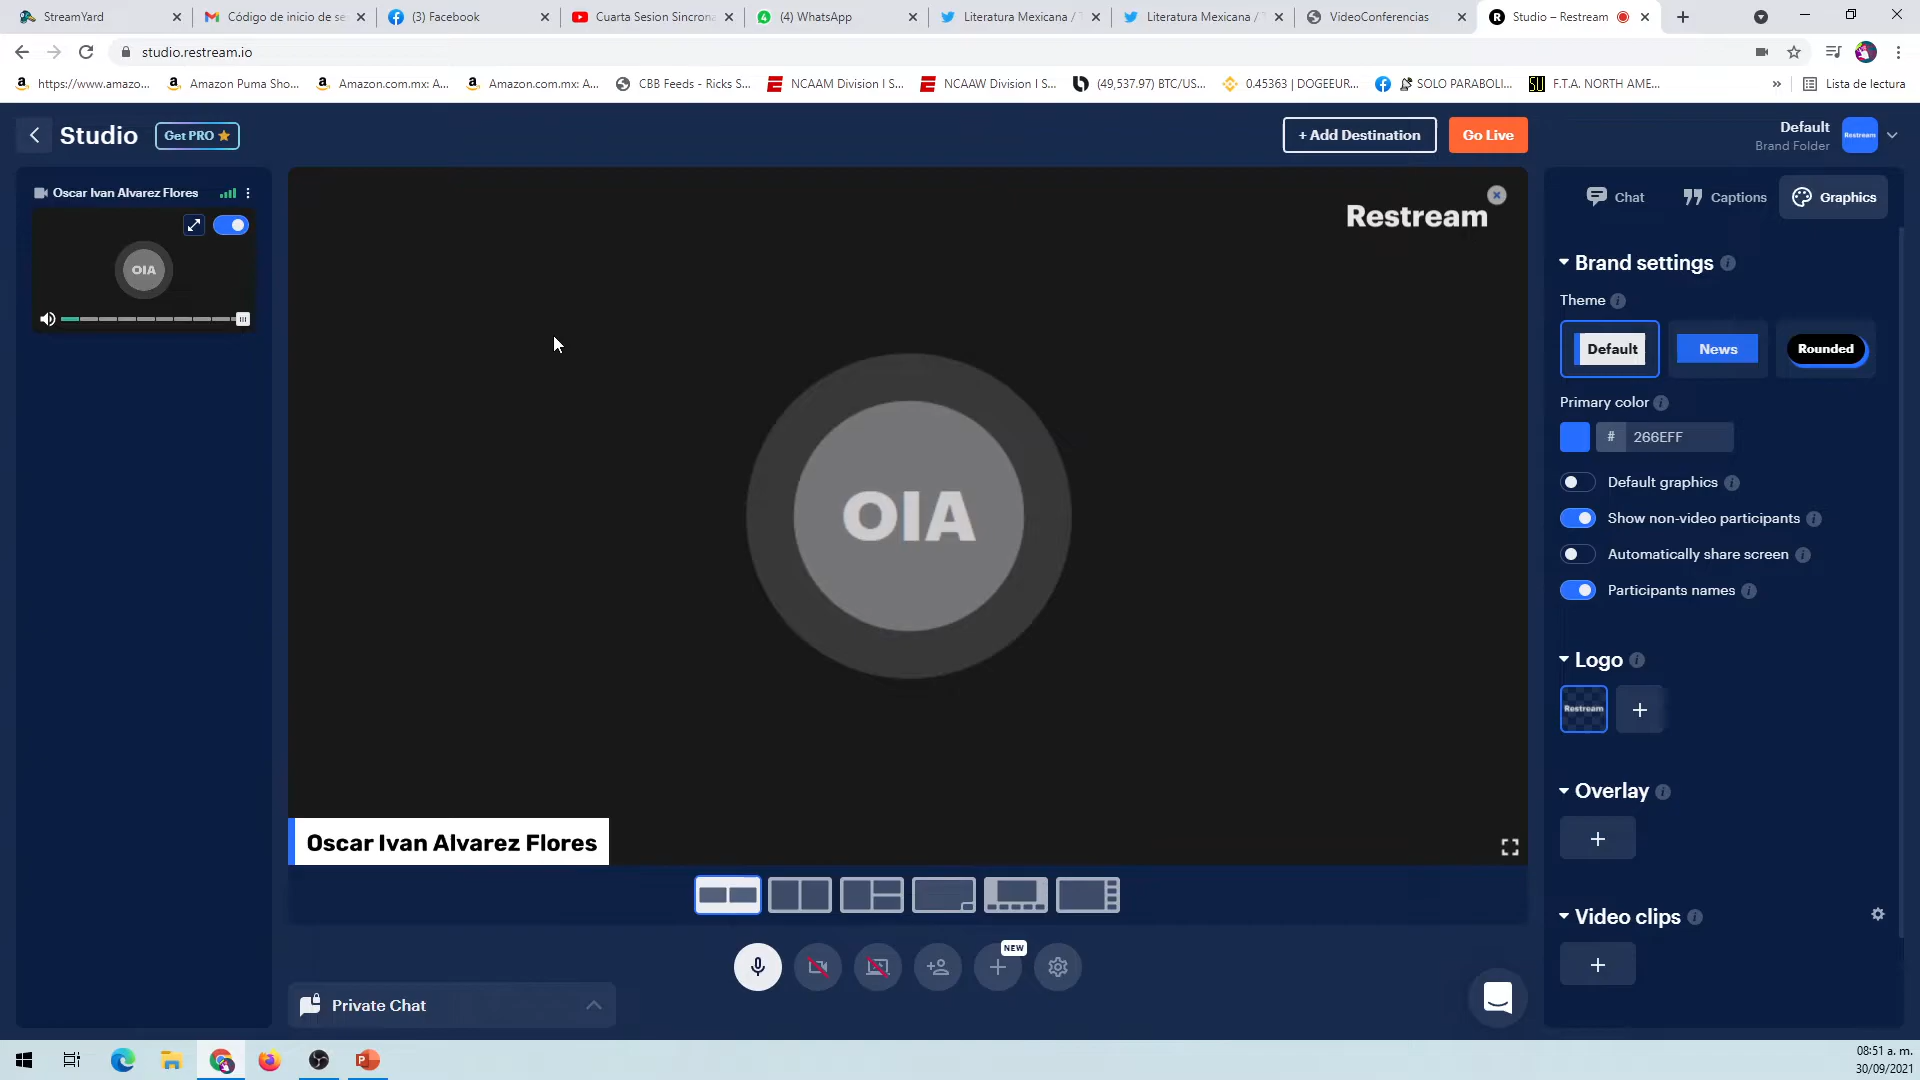 StreamYard
Código de inicio de se
(3) Facebook
Cuarta Sesion Sincrona
(4) WhatsApp
Literatura Mexicana / T
Literatura Mexicana / T
VideoConferencias
Studio – Restream
studio.restream.io
https://www.amazo...
Amazon Puma Sho...
Amazon.com.mx: A...
Amazon.com.mx: A...
CBB Feeds - Ricks S...
NCAAM Division I S...
NCAAW Division I S...
(49,537.97) BTC/US...
0.45363 | DOGEEUR...
SOLO PARABOLI...
SU
F.T.A. NORTH AME...
»
Lista de lectura
Studio
Get PRO
+ Add Destination
Go Live
Default
Brand Folder
Restream
Oscar Ivan Alvarez Flores
OIA
Restream
OIA
Oscar Ivan Alvarez Flores
Chat
Captions
Graphics
Brand settings
Theme
Default
News
Rounded
Primary color
# 266EFF
Default graphics
Show non-video participants
Automatically share screen
Participants names
Logo
Restream
Overlay
Video clips
NEW
Private Chat
08:51 a. m.
30/09/2021